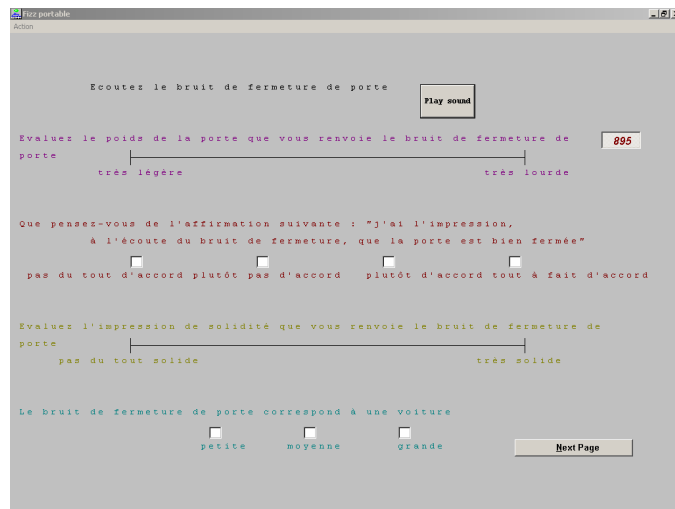 Fizz portable
Action
Ecoutez le bruit de fermeture de porte
Play sound
Evaluez le poids de la porte que vous renvoie le bruit de fermeture de
porte
895
très légère très lourde
Que pensez-vous de l'affirmation suivante : "j'ai l'impression,
à l'écoute du bruit de fermeture, que la porte est bien fermée"
pas du tout d'accord plutôt pas d'accord plutôt d'accord tout à fait d'accord
Evaluez l'impression de solidité que vous renvoie le bruit de fermeture de
porte
pas du tout solide très solide
Le bruit de fermeture de porte correspond à une voiture
petite moyenne grande
Next Page